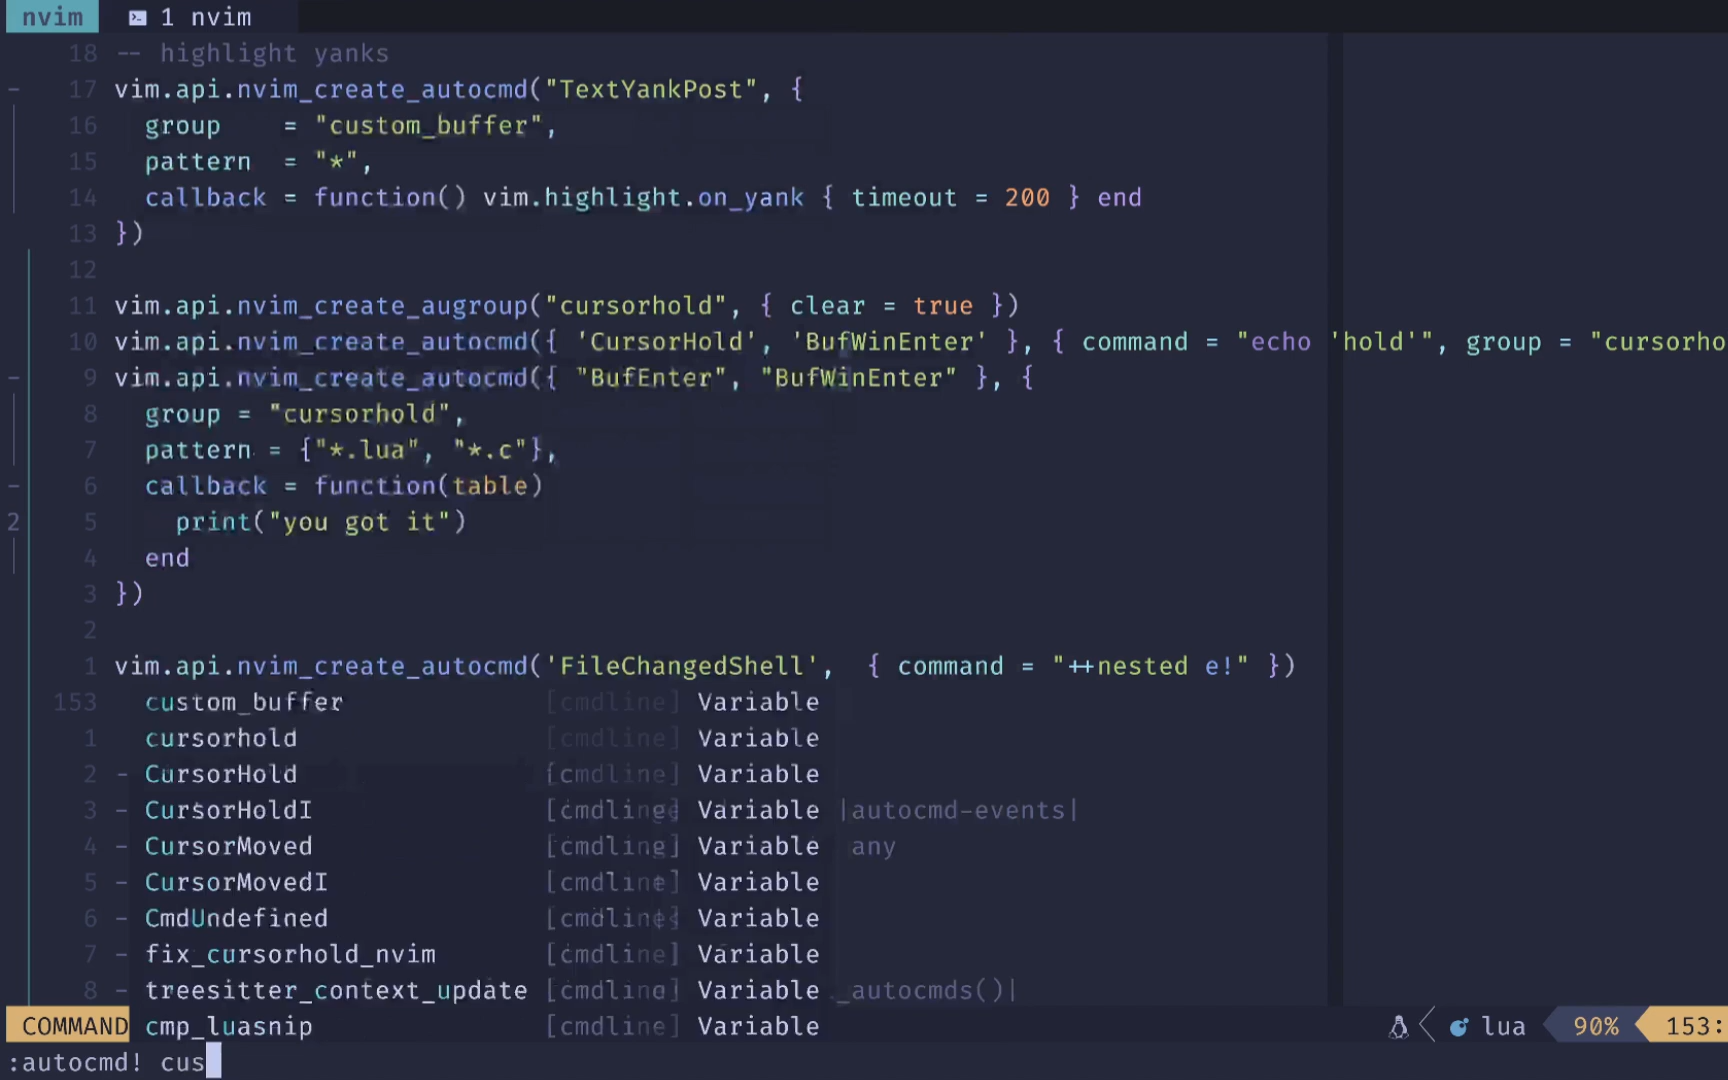 nvim 1 nvim
18 -- highlight yanks
17 vim.api.nvim_create_autocmd("TextYankPost", {
16 group = "custom_buffer",
15 pattern = "*",
14 callback = function() vim.highlight.on_yank { timeout = 200 } end
13 })
12
11 vim.api.nvim_create_augroup("cursorhold", { clear = true })
10 vim.api.nvim_create_autocmd({ 'CursorHold', 'BufWinEnter' }, { command = "echo 'hold'", group = "cursorho
9 vim.api.nvim_create_autocmd({ "BufEnter", "BufWinEnter" }, {
8 group = "cursorhold",
7 pattern = {"*.lua", "*.c"},
6 callback = function(table)
2 5 print("you got it")
4 end
3 })
2
1 vim.api.nvim_create_autocmd('FileChangedShell', { command = "++nested e!" })
153 custom_buffer [cmdline] Variable
1 cursorhold [cmdline] Variable
2 - CursorHold [cmdline] Variable
3 - CursorHoldI [cmdline] Variable |autocmd-events|
4 - CursorMoved [cmdline] Variable any
5 - CursorMovedI [cmdline] Variable
6 - CmdUndefined [cmdline] Variable
7 - fix_cursorhold_nvim [cmdline] Variable
8 - treesitter_context_update [cmdline] Variable _autocmds()|
COMMAND cmp_luasnip [cmdline] Variable lua 90% 153:
:autocmd! cus